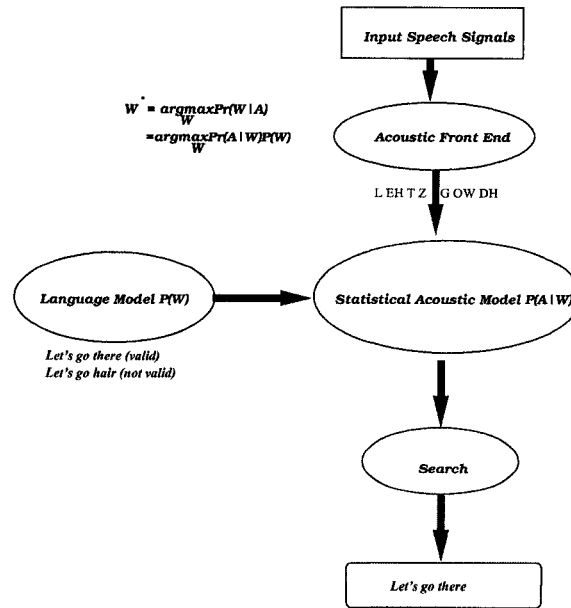 Input Speech Signals
W* = argmaxPr(W|A)
W
=argmaxPr(A|W)P(W)
W
Acoustic Front End
L EH T Z G OW DH
Language Model P(W)
Statistical Acoustic Model P(A|W)
Let's go there (valid)
Let's go hair (not valid)
Search
Let's go there